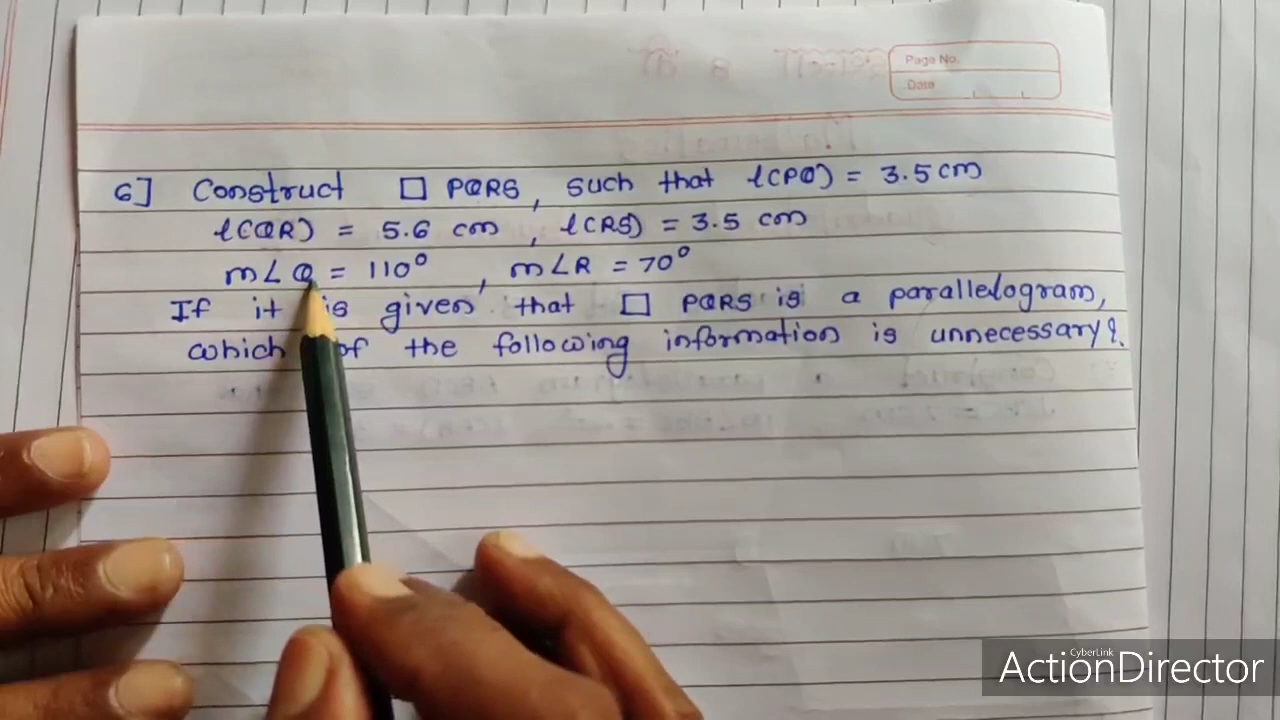 Page No.
Date
6] Construct □ PQRS, such that l(PQ) = 3.5 cm
l(QR) = 5.6 cm, l(RS) = 3.5 cm
m∠Q = 110°, m∠R = 70°
If it is given that □ PQRS is a parallelogram,
which of the following information is unnecessary?
CyberLink
ActionDirector